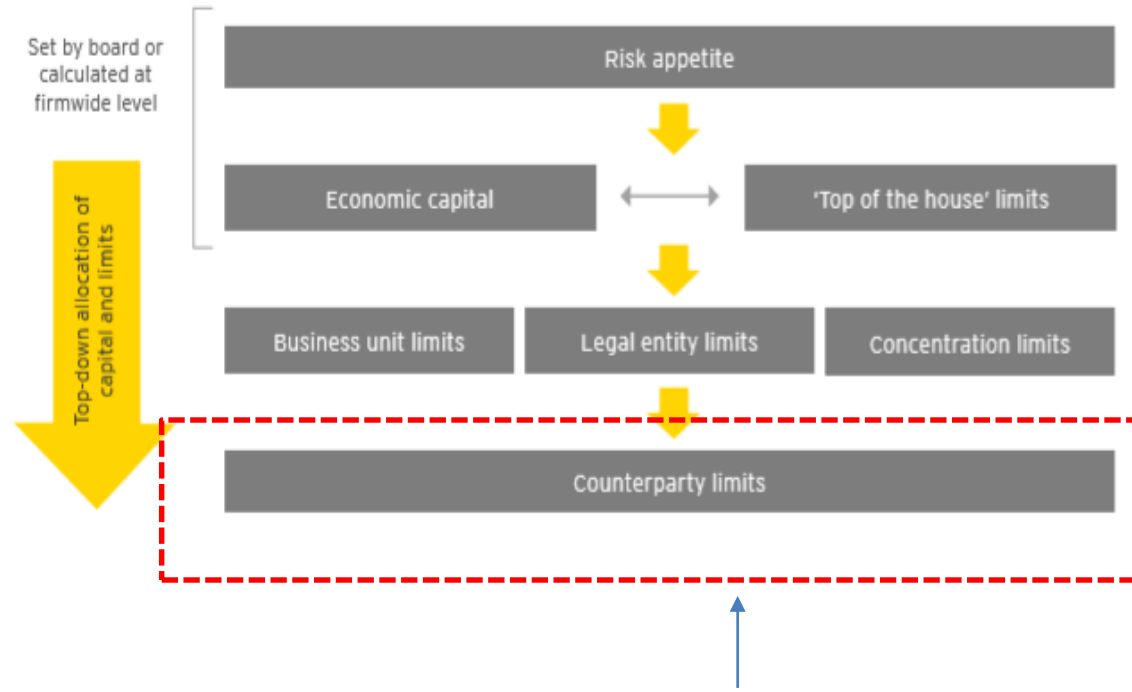 Set by board or
calculated at
firmwide level
Risk appetite
Economic capital
'Top of the house' limits
Top-down allocation of
capital and limits
Business unit limits
Legal entity limits
Concentration limits
Counterparty limits